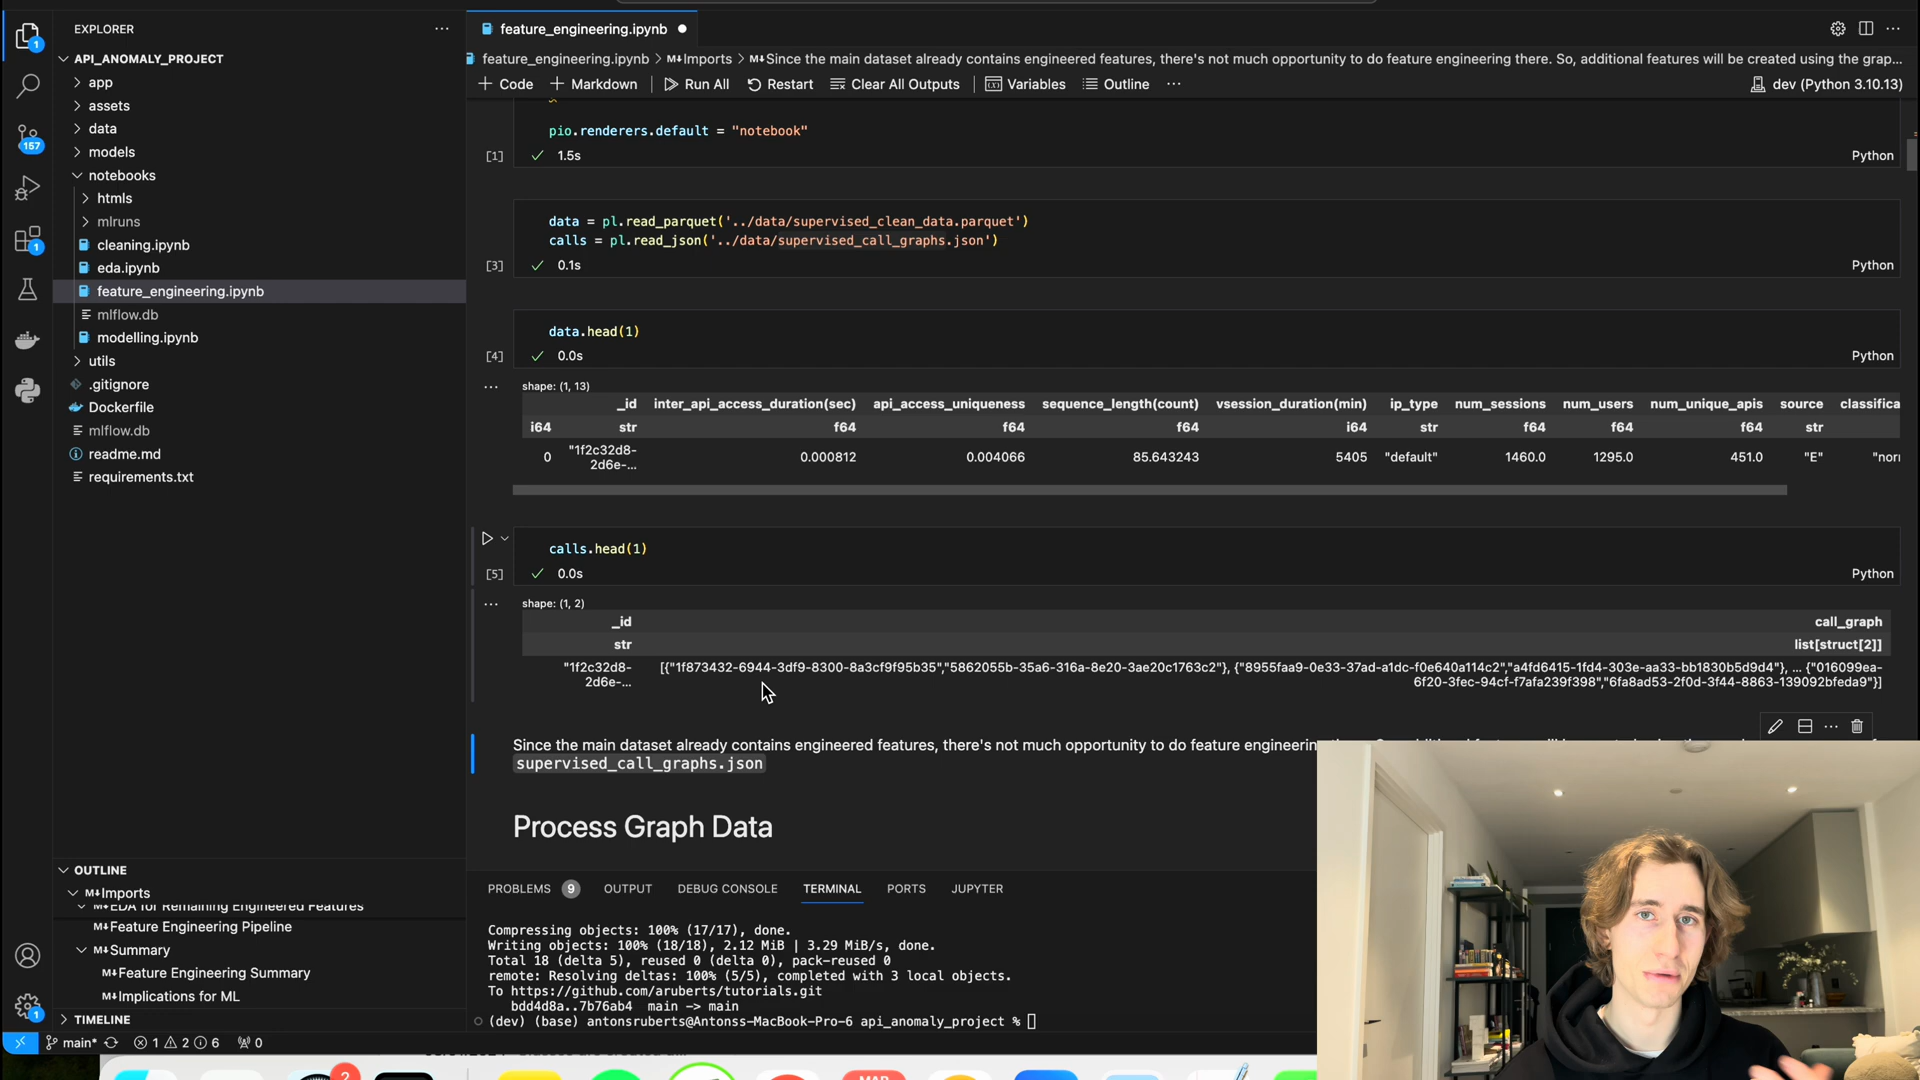 EXPLORER
API_ANOMALY_PROJECT
app
assets
data
models
notebooks
htmls
mlruns
cleaning.ipynb
eda.ipynb
feature_engineering.ipynb
mlflow.db
modelling.ipynb
utils
.gitignore
Dockerfile
mlflow.db
readme.md
requirements.txt
1
157
1
1
OUTLINE
Imports
EDA for Remaining Engineered Features
Feature Engineering Pipeline
Summary
Feature Engineering Summary
Implications for ML
TIMELINE
feature_engineering.ipynb
feature_engineering.ipynb > M↓Imports > M↓Since the main dataset already contains engineered features, there's not much opportunity to do feature engineering there. So, additional features will be created using the grap...
Code Markdown Run All Restart Clear All Outputs Variables Outline dev (Python 3.10.13)
pio.renderers.default = "notebook"
[1] 1.5s Python
data = pl.read_parquet('../data/supervised_clean_data.parquet')
calls = pl.read_json('../data/supervised_call_graphs.json')
[3] 0.1s Python
data.head(1)
[4] 0.0s Python
shape: (1, 13)
_id inter_api_access_duration(sec) api_access_uniqueness sequence_length(count) vsession_duration(min) ip_type num_sessions num_users num_unique_apis source classifica
i64 str f64 f64 f64 i64 str f64 f64 f64 str
0 "1f2c32d8-2d6e-... 0.000812 0.004066 85.643243 5405 "default" 1460.0 1295.0 451.0 "E" "nor
calls.head(1)
[5] 0.0s Python
shape: (1, 2)
_id call_graph
str list[struct[2]]
"1f2c32d8- [{"1f873432-6944-3df9-8300-8a3cf9f95b35","5862055b-35a6-316a-8e20-3ae20c1763c2"}, {"8955faa9-0e33-37ad-a1dc-f0e640a114c2","a4fd6415-1fd4-303e-aa33-bb1830b5d9d4"}, ... {"016099ea-
2d6e-... 6f20-3fec-94cf-f7afa239f398","6fa8ad53-2f0d-3f44-8863-139092bfeda9"}]
Since the main dataset already contains engineered features, there's not much opportunity to do feature engineerin
supervised_call_graphs.json
Process Graph Data
PROBLEMS 9 OUTPUT DEBUG CONSOLE TERMINAL PORTS JUPYTER
Compressing objects: 100% (17/17), done.
Writing objects: 100% (18/18), 2.12 MiB | 3.29 MiB/s, done.
Total 18 (delta 5), reused 0 (delta 0), pack-reused 0
remote: Resolving deltas: 100% (5/5), completed with 3 local objects.
To https://github.com/aruberts/tutorials.git
bdd4d8a..7b76ab4 main -> main
(dev) (base) antonsruberts@Antonss-MacBook-Pro-6 api_anomaly_project %
main* 1 2 6 0
2
MAR